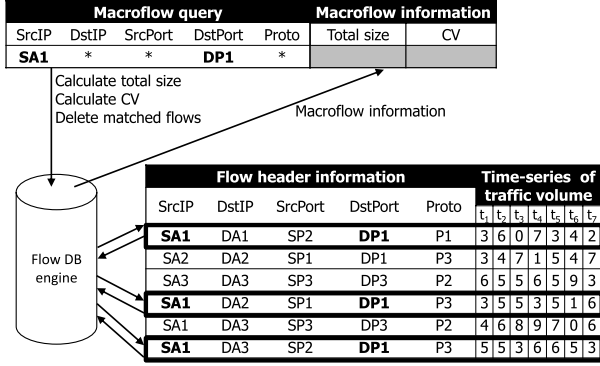 Macroflow query Macroflow information
SrcIP DstIP SrcPort DstPort Proto Total size CV
SA1 * * DP1 *
Calculate total size
Calculate CV
Delete matched flows
Macroflow information
Flow header information Time-series of
traffic volume
SrcIP DstIP SrcPort DstPort Proto t1 t2 t3 t4 t5 t6 t7
SA1 DA1 SP2 DP1 P1 3 6 0 7 3 4 2
SA2 DA2 SP1 DP1 P3 3 4 7 1 5 4 7
SA3 DA3 SP3 DP2 P2 6 5 5 6 5 9 3
SA1 DA2 SP1 DP1 P3 3 5 5 3 5 1 6
SA1 DA3 SP3 DP3 P2 4 6 8 9 7 0 6
SA1 DA3 SP2 DP1 P3 5 5 3 6 6 5 3
Flow DB
engine